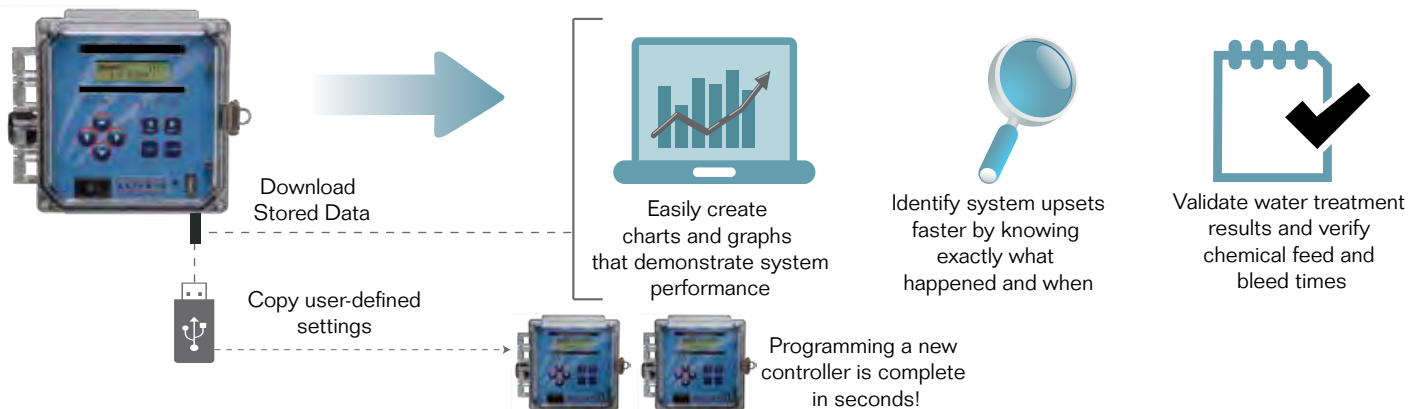 Download
Stored Data
Easily create
charts and graphs
that demonstrate system
performance
Identify system upsets
faster by knowing
exactly what
happened and when
Validate water treatment
results and verify
chemical feed and
bleed times
Copy user-defined
settings
Programming a new
controller is complete
in seconds!